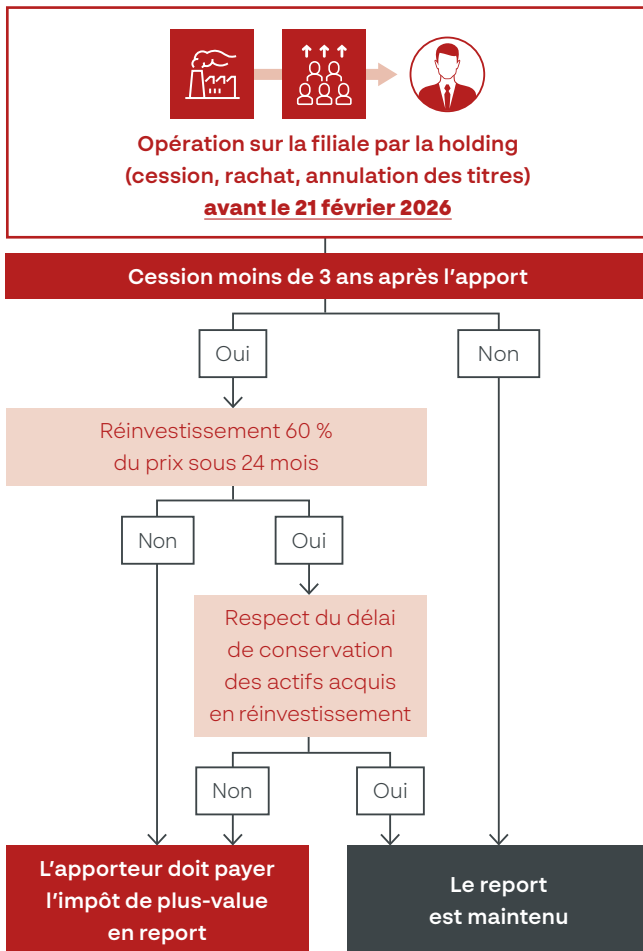 Opération sur la filiale par la holding
(cession, rachat, annulation des titres)
avant le 21 février 2026
Cession moins de 3 ans après l’apport
Oui
Non
Réinvestissement 60 %
du prix sous 24 mois
Non
Oui
Respect du délai
de conservation
des actifs acquis
en réinvestissement
Non
Oui
L’apporteur doit payer
l’impôt de plus-value
en report
Le report
est maintenu